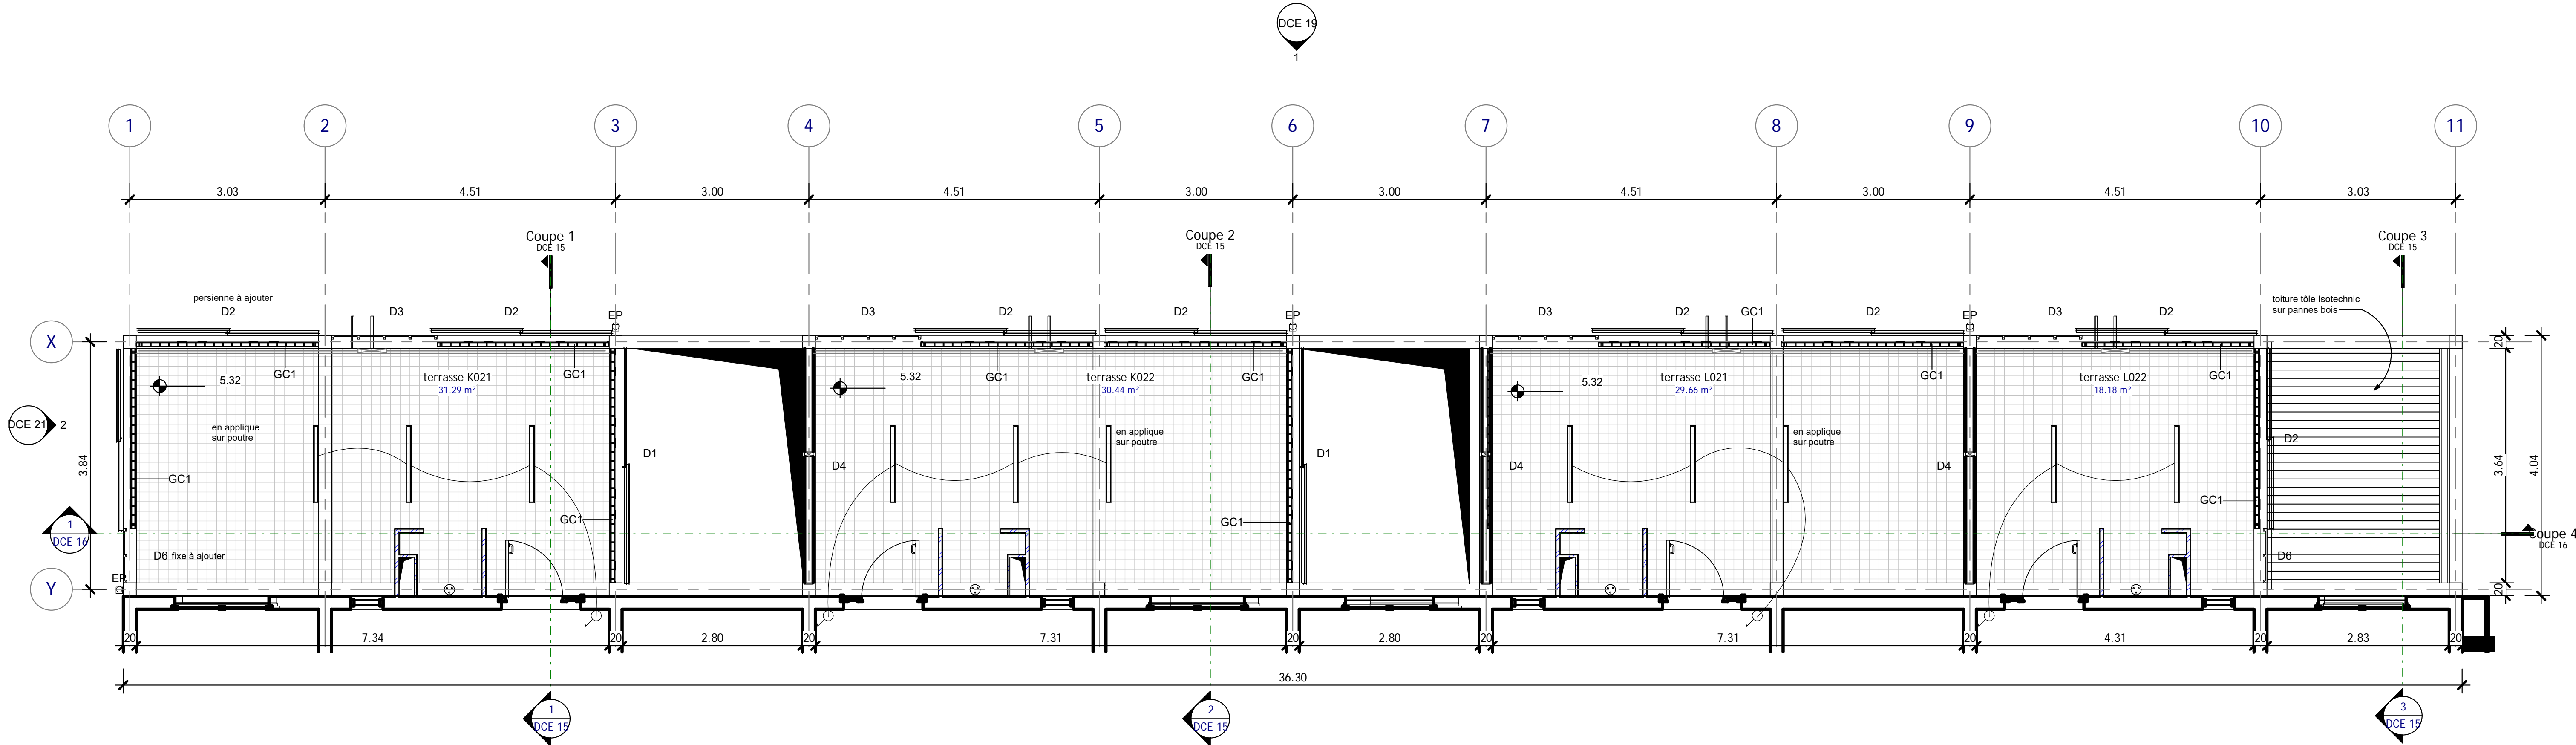 DCE 19
1
1 2 3 4 5 6 7 8 9 10 11
3.03 4.51 3.00 4.51 3.00 3.00 4.51 3.00 4.51 3.03
Coupe 1
DCE 15
Coupe 2
DCE 15
Coupe 3
DCE 15
persienne à ajouter
D2 D3 D2 D3 D2 D2 D3 D2 GC1 D2 D3 D2
toiture tôle Isotechnic
sur pannes bois
EP EP EP
X
20
GC1 GC1 GC1 GC1 GC1 GC1
5.32 5.32 5.32
terrasse K021
31.29 m²
terrasse K022
30.44 m²
terrasse L021
29.66 m²
terrasse L022
18.18 m²
DCE 21 2
en applique
sur poutre
en applique
sur poutre
en applique
sur poutre
D2
3.84
D1 D4 D1 D4 D4
3.64 4.04
GC1
GC1
GC1 GC1
1
DCE 16
Coupe 4
DCE 16
D6 fixe à ajouter
D6
EP
Y
20
20 7.34 20 2.80 20 7.31 20 2.80 20 7.31 20 4.31 20 2.83 20
36.30
1
DCE 15
2
DCE 15
3
DCE 15